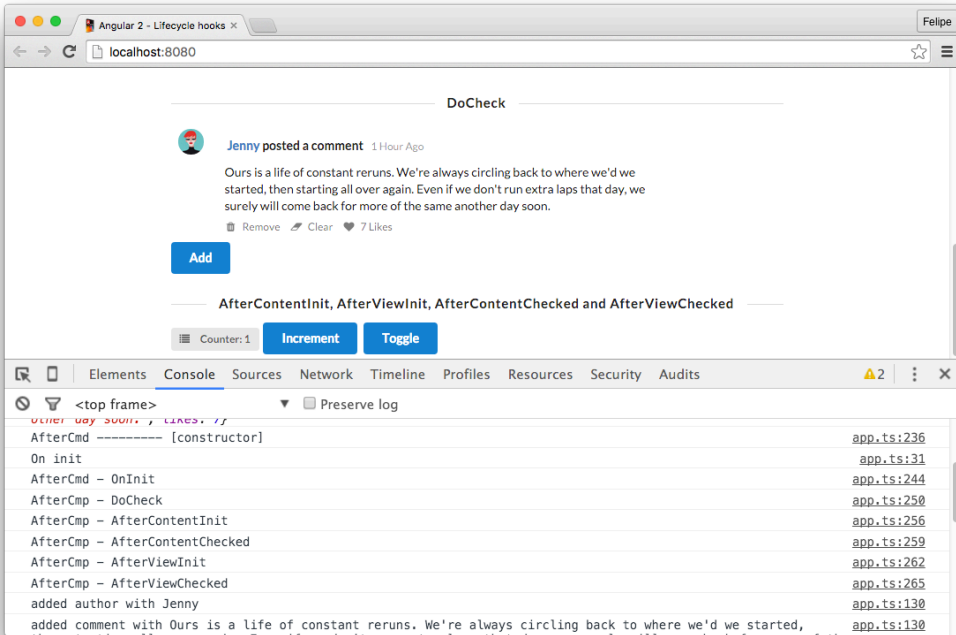 Angular 2 - Lifecycle hooks ×
Felipe
localhost:8080
DoCheck
Jenny posted a comment 1 Hour Ago
Ours is a life of constant reruns. We're always circling back to where we'd we
started, then starting all over again. Even if we don't run extra laps that day, we
surely will come back for more of the same another day soon.
Remove Clear 7 Likes
Add
AfterContentInit, AfterViewInit, AfterContentChecked and AfterViewChecked
Counter: 1 Increment Toggle
Elements Console Sources Network Timeline Profiles Resources Security Audits 2
<top frame> Preserve log
other day soon.", likes: 7}
AfterCmd --------- [constructor] app.ts:236
On init app.ts:31
AfterCmd - OnInit app.ts:244
AfterCmp - DoCheck app.ts:250
AfterCmp - AfterContentInit app.ts:256
AfterCmp - AfterContentChecked app.ts:259
AfterCmp - AfterViewInit app.ts:262
AfterCmp - AfterViewChecked app.ts:265
added author with Jenny app.ts:130
added comment with Ours is a life of constant reruns. We're always circling back to where we'd we started, app.ts:130